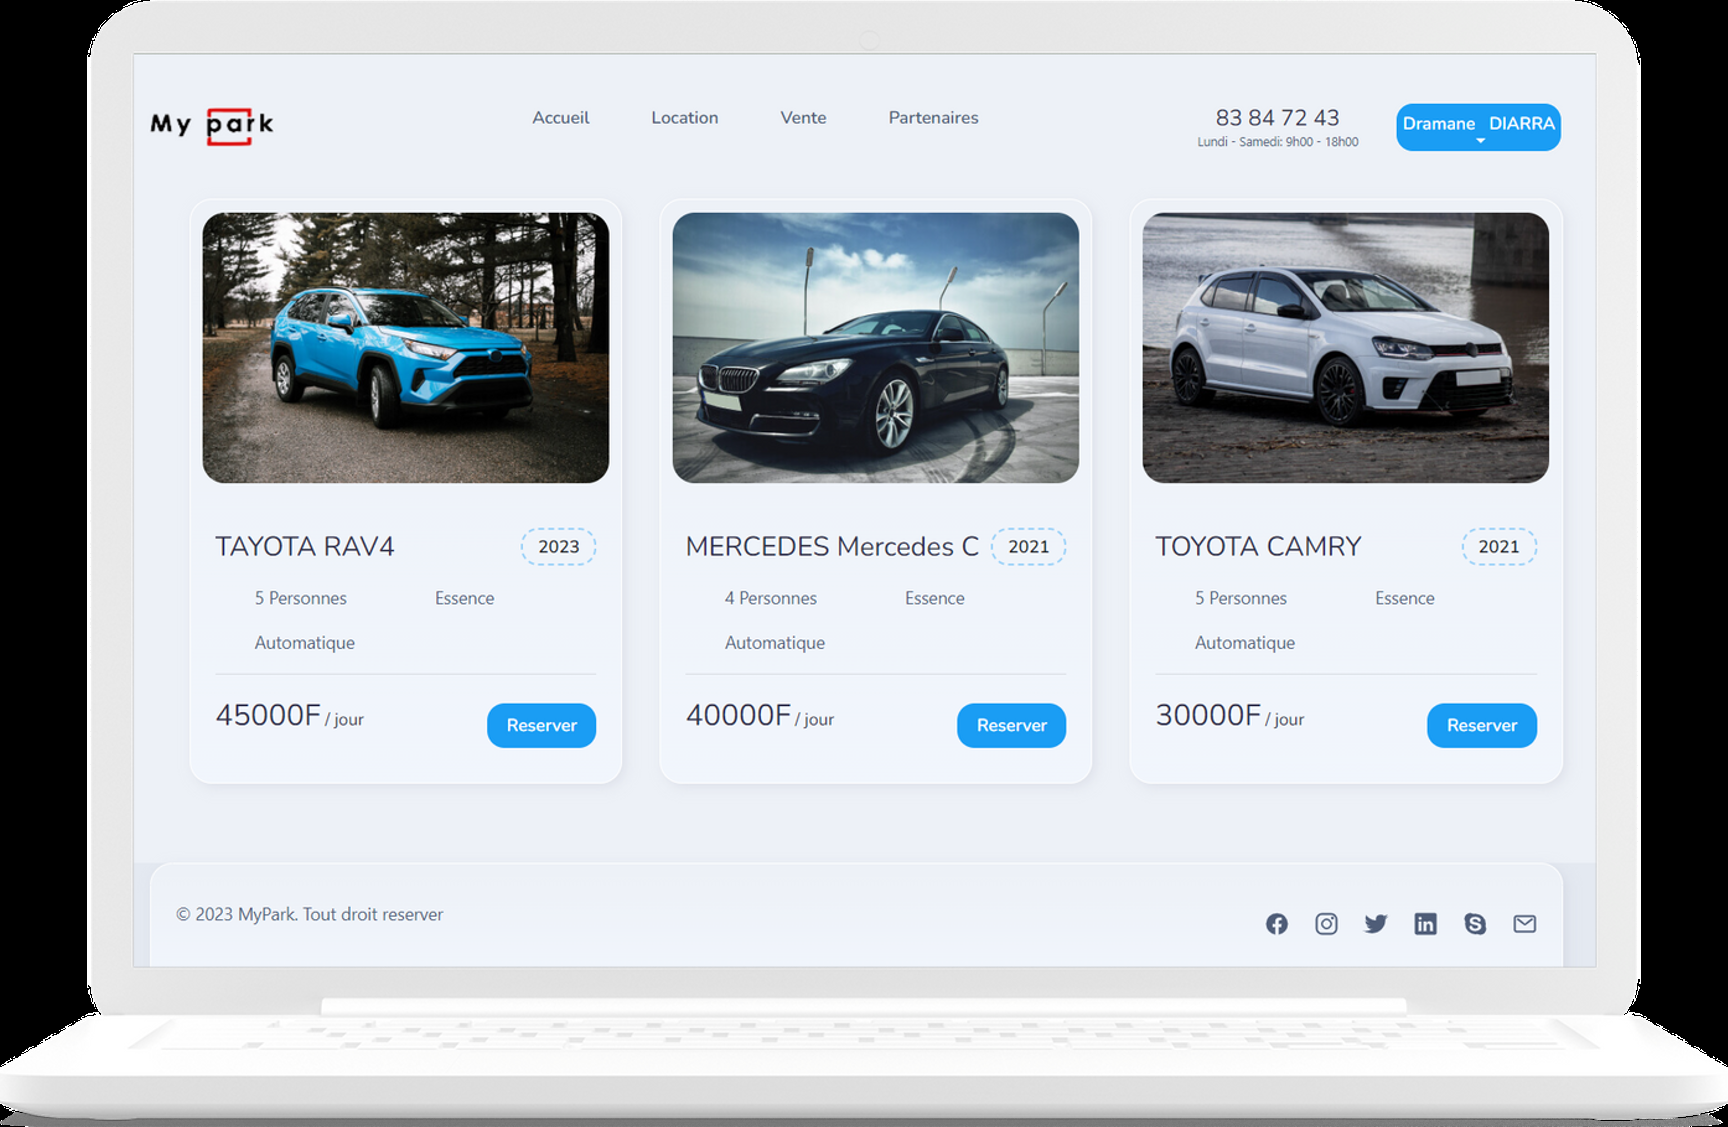 My park
Accueil Location Vente Partenaires
83 84 72 43
Lundi - Samedi: 9h00 - 18h00
Dramane DIARRA
TAYOTA RAV4 2023
5 Personnes Essence
Automatique
45000F / jour Reserver
MERCEDES Mercedes C 2021
4 Personnes Essence
Automatique
40000F / jour Reserver
TOYOTA CAMRY 2021
5 Personnes Essence
Automatique
30000F / jour Reserver
© 2023 MyPark. Tout droit reserver